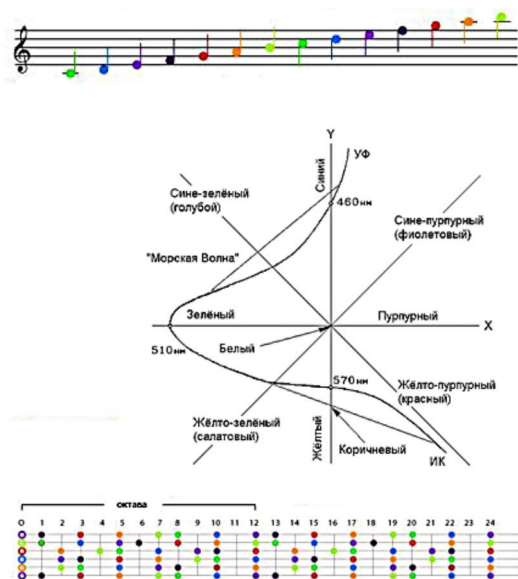 Y
УФ
Синий
460нм
Сине-зелёный
(голубой)
Сине-пурпурный
(фиолетовый)
"Морская Волна"
Зелёный
Пурпурный
X
510нм
Белый
570нм
Жёлто-пурпурный
(красный)
Жёлто-зелёный
(салатовый)
Жёлтый
Коричневый
ИК
октава
0 1 2 3 4 5 6 7 8 9 10 11 12 13 14 15 16 17 18 19 20 21 22 23 24